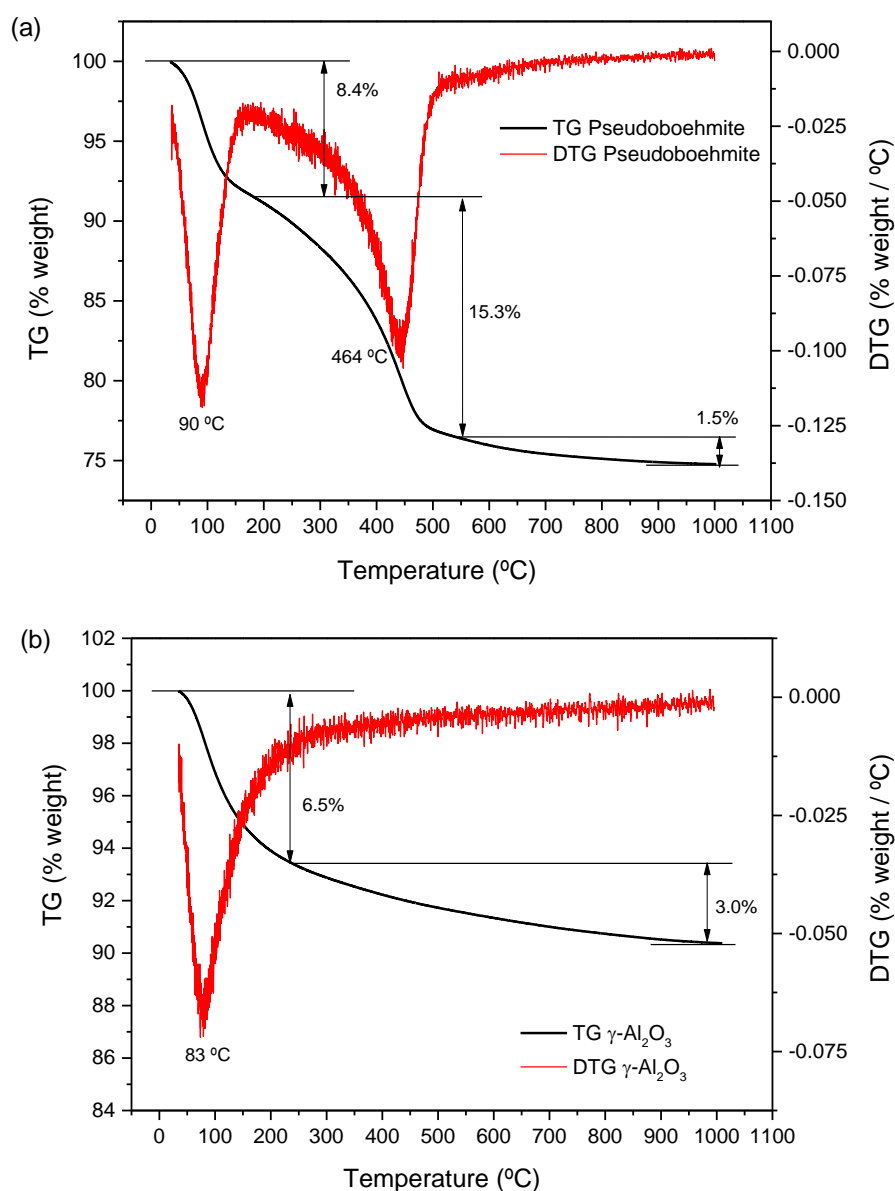 (a)
100
95
90
85
80
75
TG (% weight)
0.000
-0.025
-0.050
-0.075
-0.100
-0.125
-0.150
DTG (% weight / ºC)
8.4%
TG Pseudoboehmite
DTG Pseudoboehmite
15.3%
464 ºC
90 ºC
1.5%
0 100 200 300 400 500 600 700 800 900 1000 1100
Temperature (ºC)
(b)
102
100
98
96
94
92
90
88
86
84
TG (% weight)
0.000
-0.025
-0.050
-0.075
DTG (% weight / ºC)
6.5%
3.0%
83 ºC
TG γ-Al₂O₃
DTG γ-Al₂O₃
0 100 200 300 400 500 600 700 800 900 1000 1100
Temperature (ºC)